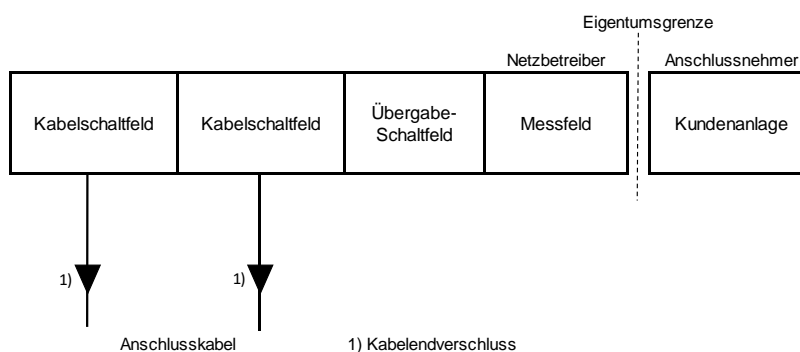 Eigentumsgrenze
Netzbetreiber
Anschlussnehmer
Kabelschaltfeld
Kabelschaltfeld
Übergabe-
Schaltfeld
Messfeld
Kundenanlage
1)
1)
Anschlusskabel
1) Kabelendverschluss